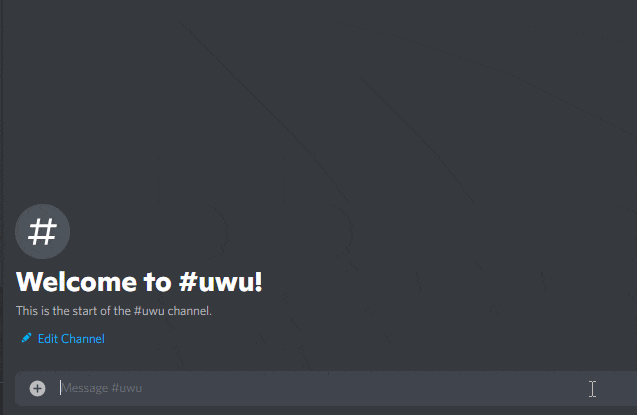 #
Welcome to #uwu!
This is the start of the #uwu channel.
Edit Channel
Message #uwu